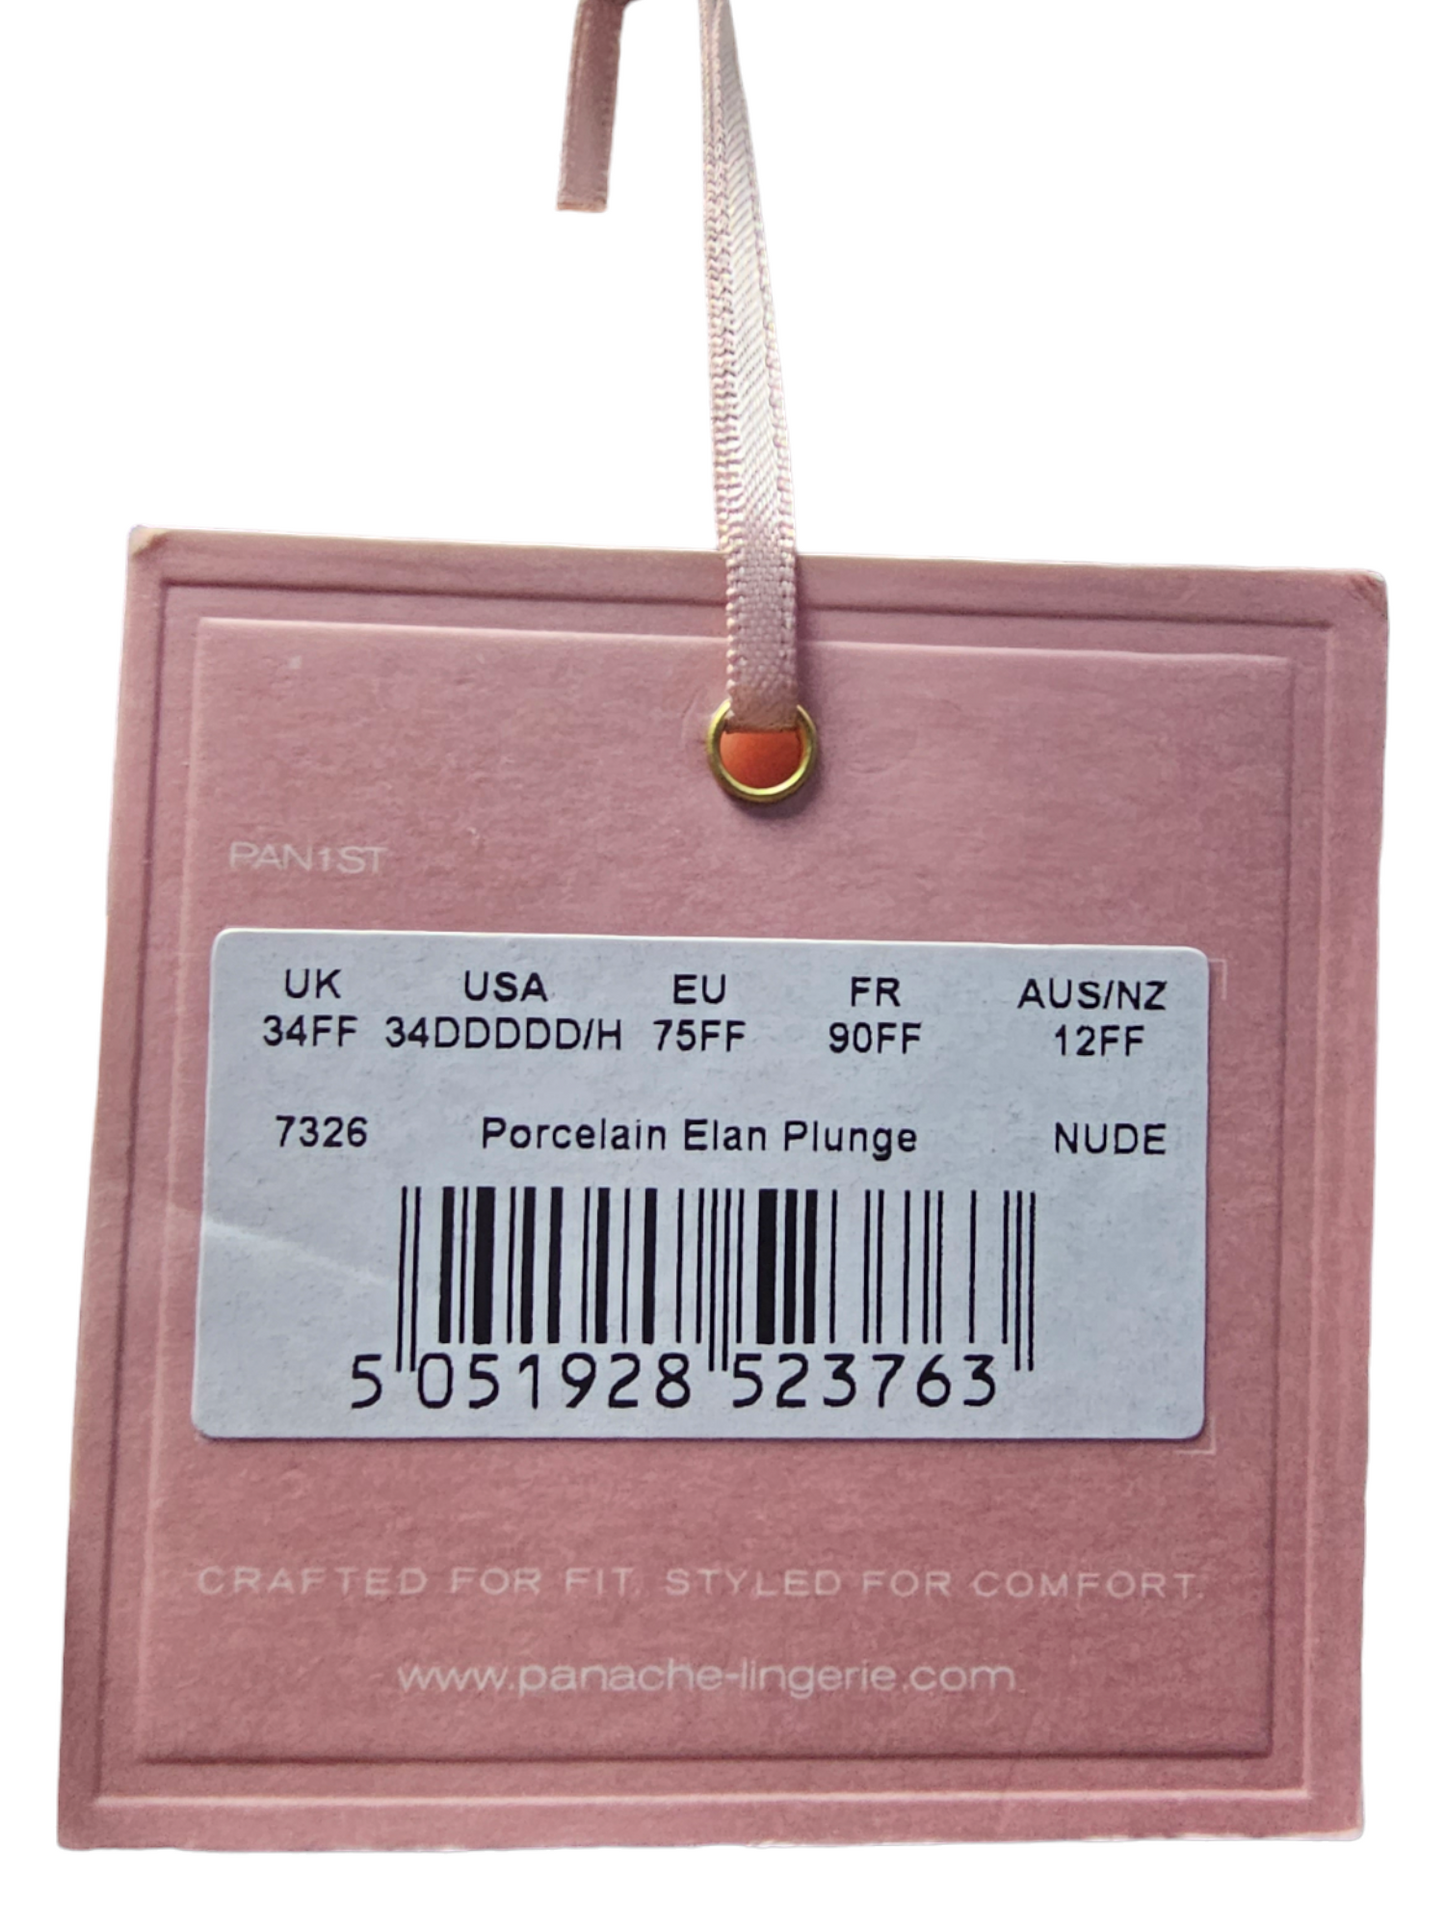 PAN1ST
UK USA EU FR AUS/NZ
34FF 34DDDDD/H 75FF 90FF 12FF
7326 Porcelain Elan Plunge NUDE
5 051928 523763
CRAFTED FOR FIT. STYLED FOR COMFORT.
www.panache-lingerie.com